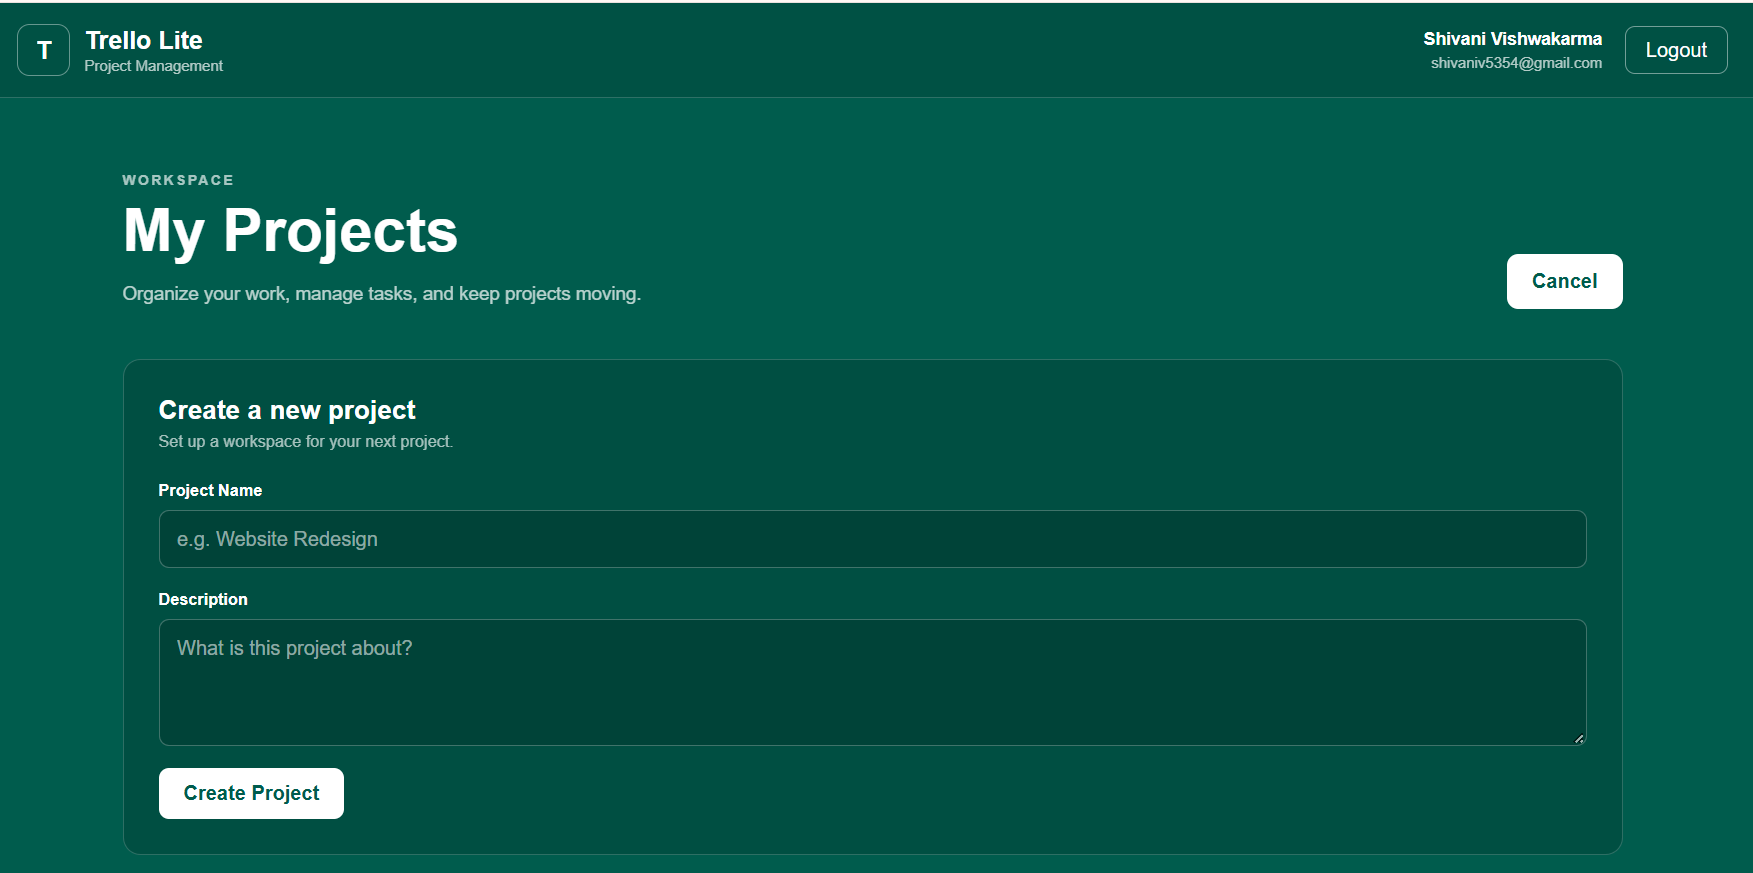 T
Trello Lite
Project Management
Shivani Vishwakarma
shivaniv5354@gmail.com
Logout
WORKSPACE
My Projects
Organize your work, manage tasks, and keep projects moving.
Cancel
Create a new project
Set up a workspace for your next project.
Project Name
e.g. Website Redesign
Description
What is this project about?
Create Project